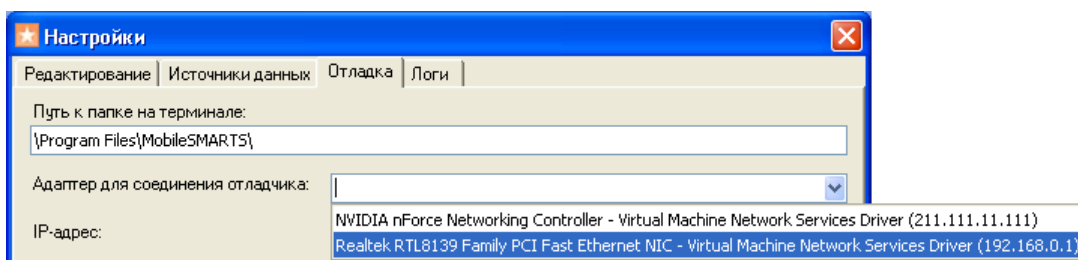 Настройки
Редактирование Источники данных Отладка Логи
Путь к папке на терминале:
\Program Files\MobileSMARTS\
Адаптер для соединения отладчика:
NVIDIA nForce Networking Controller - Virtual Machine Network Services Driver (211.111.11.111)
IP-адрес:
Realtek RTL8139 Family PCI Fast Ethernet NIC - Virtual Machine Network Services Driver (192.168.0.1)